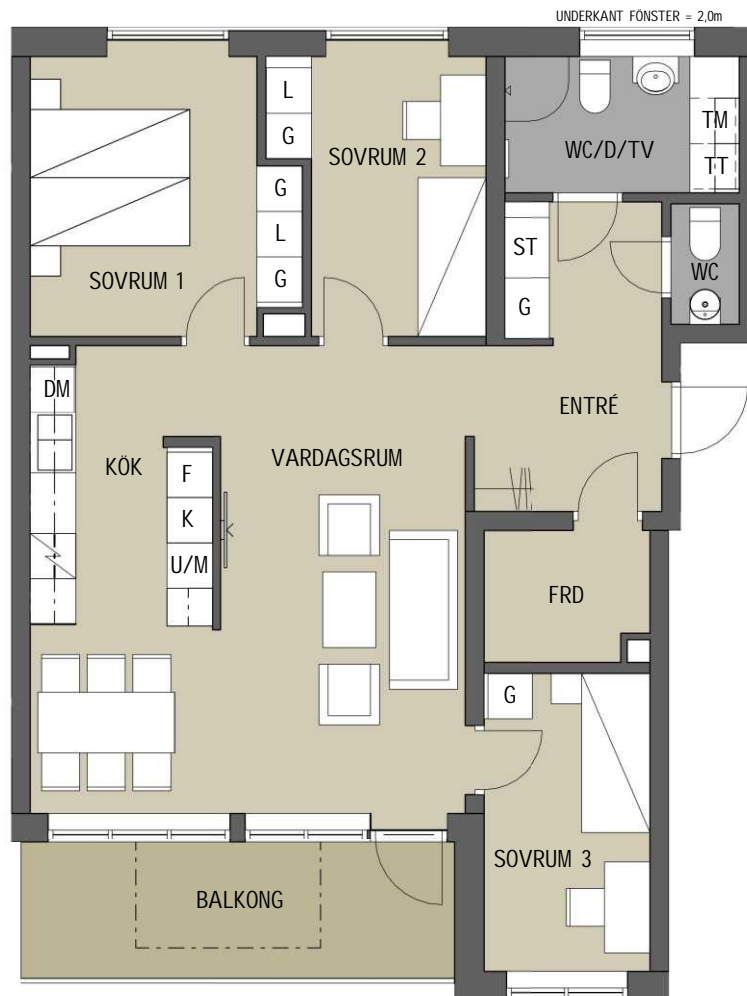 UNDERKANT FÖNSTER = 2,0m
L
G
SOVRUM 2
WC/D/TV
TM
TT
G
L
G
SOVRUM 1
ST
G
WC
DM
KÖK
F
K
U/M
VARDAGSRUM
ENTRÉ
FRD
G
SOVRUM 3
BALKONG